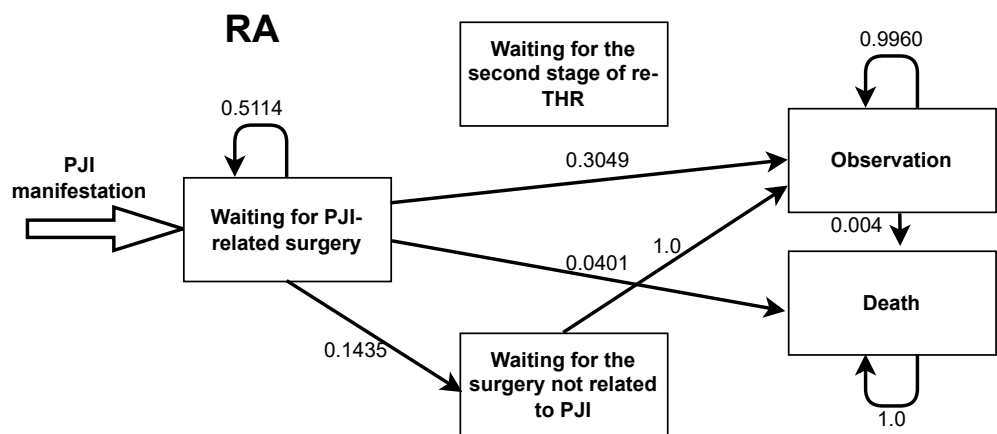 RA
Waiting for the
second stage of re-
THR
0.9960
0.5114
Observation
0.3049
PJI
manifestation
Waiting for PJI-
related surgery
1.0
0.004
0.0401
Death
0.1435
Waiting for the
surgery not related
to PJI
1.0